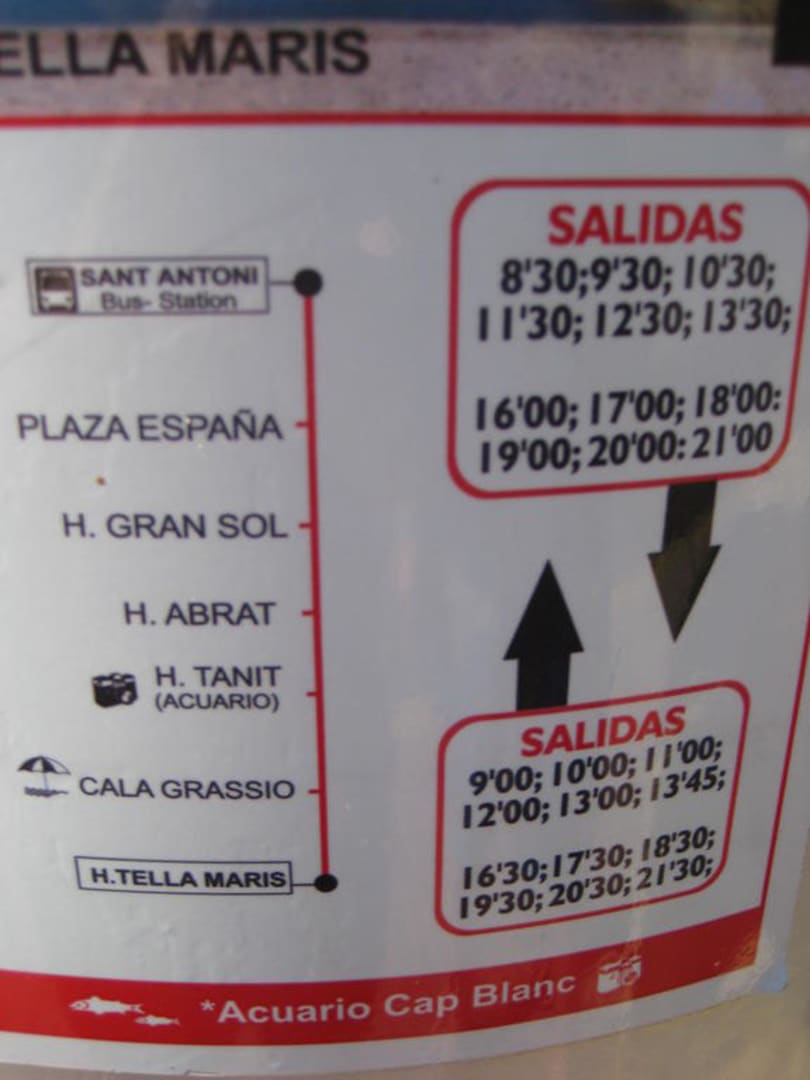 ELLA MARIS
SANT ANTONI
Bus- Station
PLAZA ESPAÑA
H. GRAN SOL
H. ABRAT
H. TANIT
(ACUARIO)
CALA GRASSIO
H.TELLA MARIS
SALIDAS
8'30;9'30; 10'30;
11'30; 12'30; 13'30;
16'00; 17'00; 18'00:
19'00; 20'00: 21'00
SALIDAS
9'00; 10'00; 11'00;
12'00; 13'00; 13'45;
16'30;17'30; 18'30;
19'30; 20'30; 21'30;
*Acuario Cap Blanc